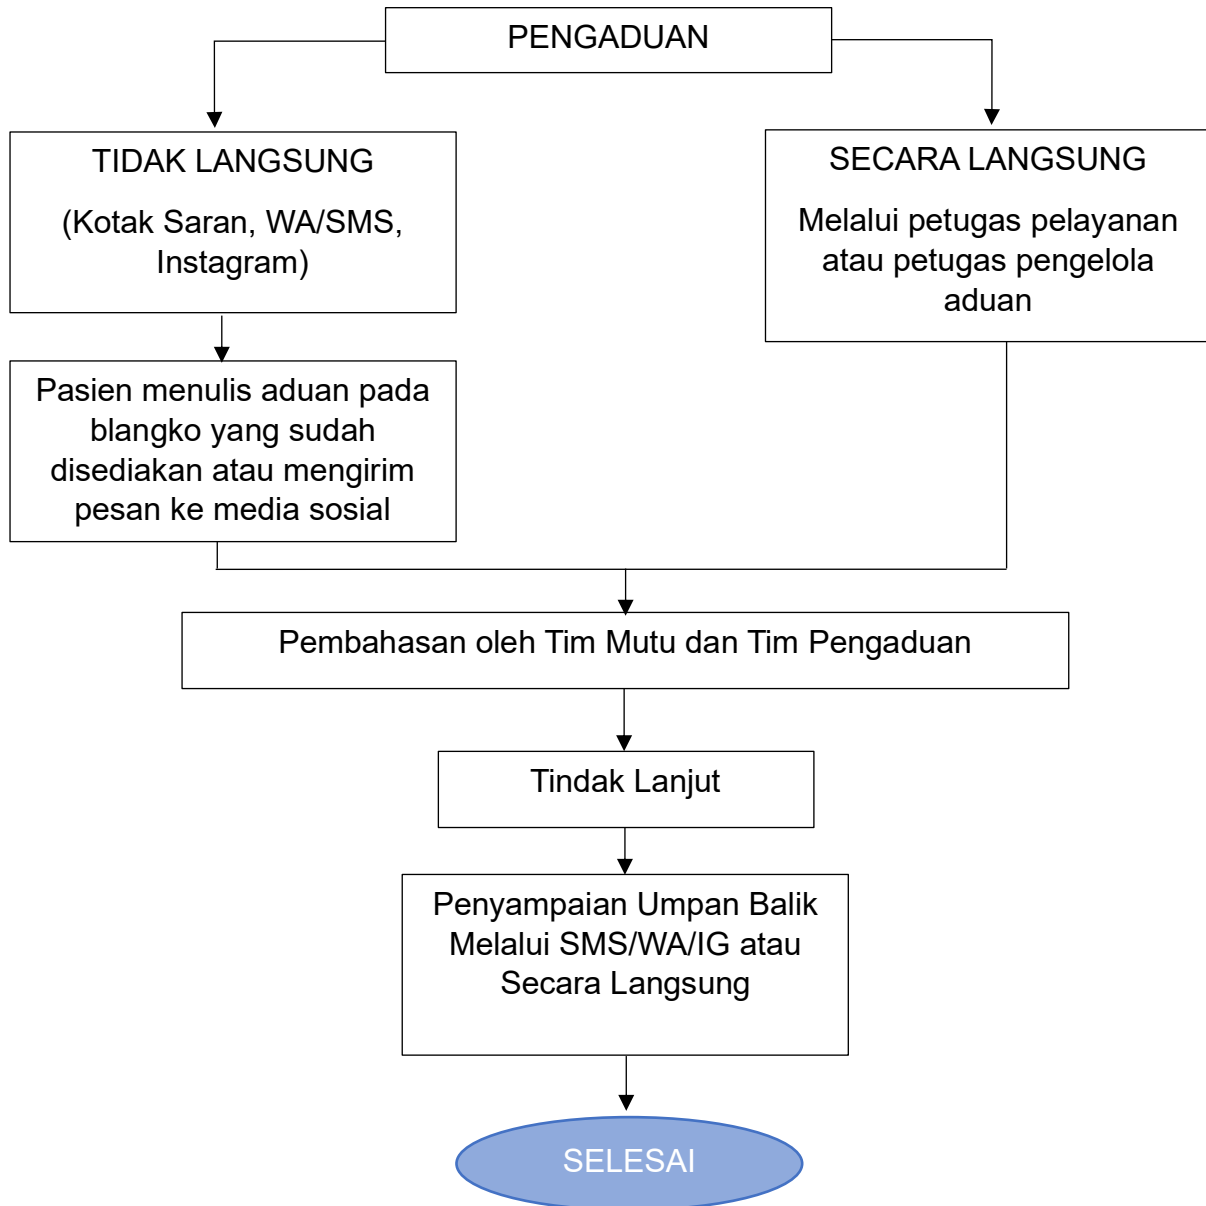 PENGADUAN
TIDAK LANGSUNG
(Kotak Saran, WA/SMS,
Instagram)
SECARA LANGSUNG
Melalui petugas pelayanan
atau petugas pengelola
aduan
Pasien menulis aduan pada
blangko yang sudah
disediakan atau mengirim
pesan ke media sosial
Pembahasan oleh Tim Mutu dan Tim Pengaduan
Tindak Lanjut
Penyampaian Umpan Balik
Melalui SMS/WA/IG atau
Secara Langsung
SELESAI